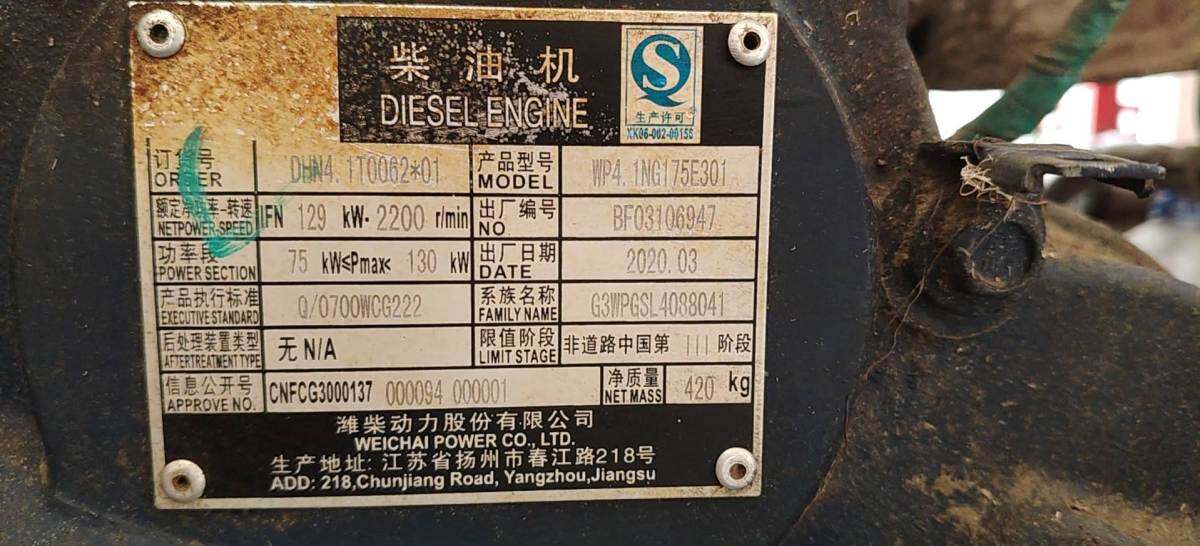 柴油机
DIESEL ENGINE
生产许可
XK06-002-00155
订货号 DHN4.1T0062*01 产品型号 WP4.1NG175E301
ORDER MODEL
额定净功率-转速 IFN 129 kW· 2200 r/min 出厂编号 BF03106947
NETPOWER-SPEED NO
功率段 75 kW≤Pmax< 130 kW 出厂日期 2020.03
POWER SECTION DATE
产品执行标准 Q/0700WCG222 系族名称 G3WPGSL4088041
EXECUTIVE STANDARD FAMILY NAME
后处理装置类型 无 N/A 限值阶段 非道路中国第 III 阶段
AFTERTREATMENT TYPE LIMIT STAGE
信息公开号 CNFCG3000137 000094 000001 净质量 420 kg
APPROVE NO. NET MASS
潍柴动力股份有限公司
WEICHAI POWER CO., LTD.
生产地址: 江苏省扬州市春江路218号
ADD: 218,Chunjiang Road, Yangzhou,Jiangsu